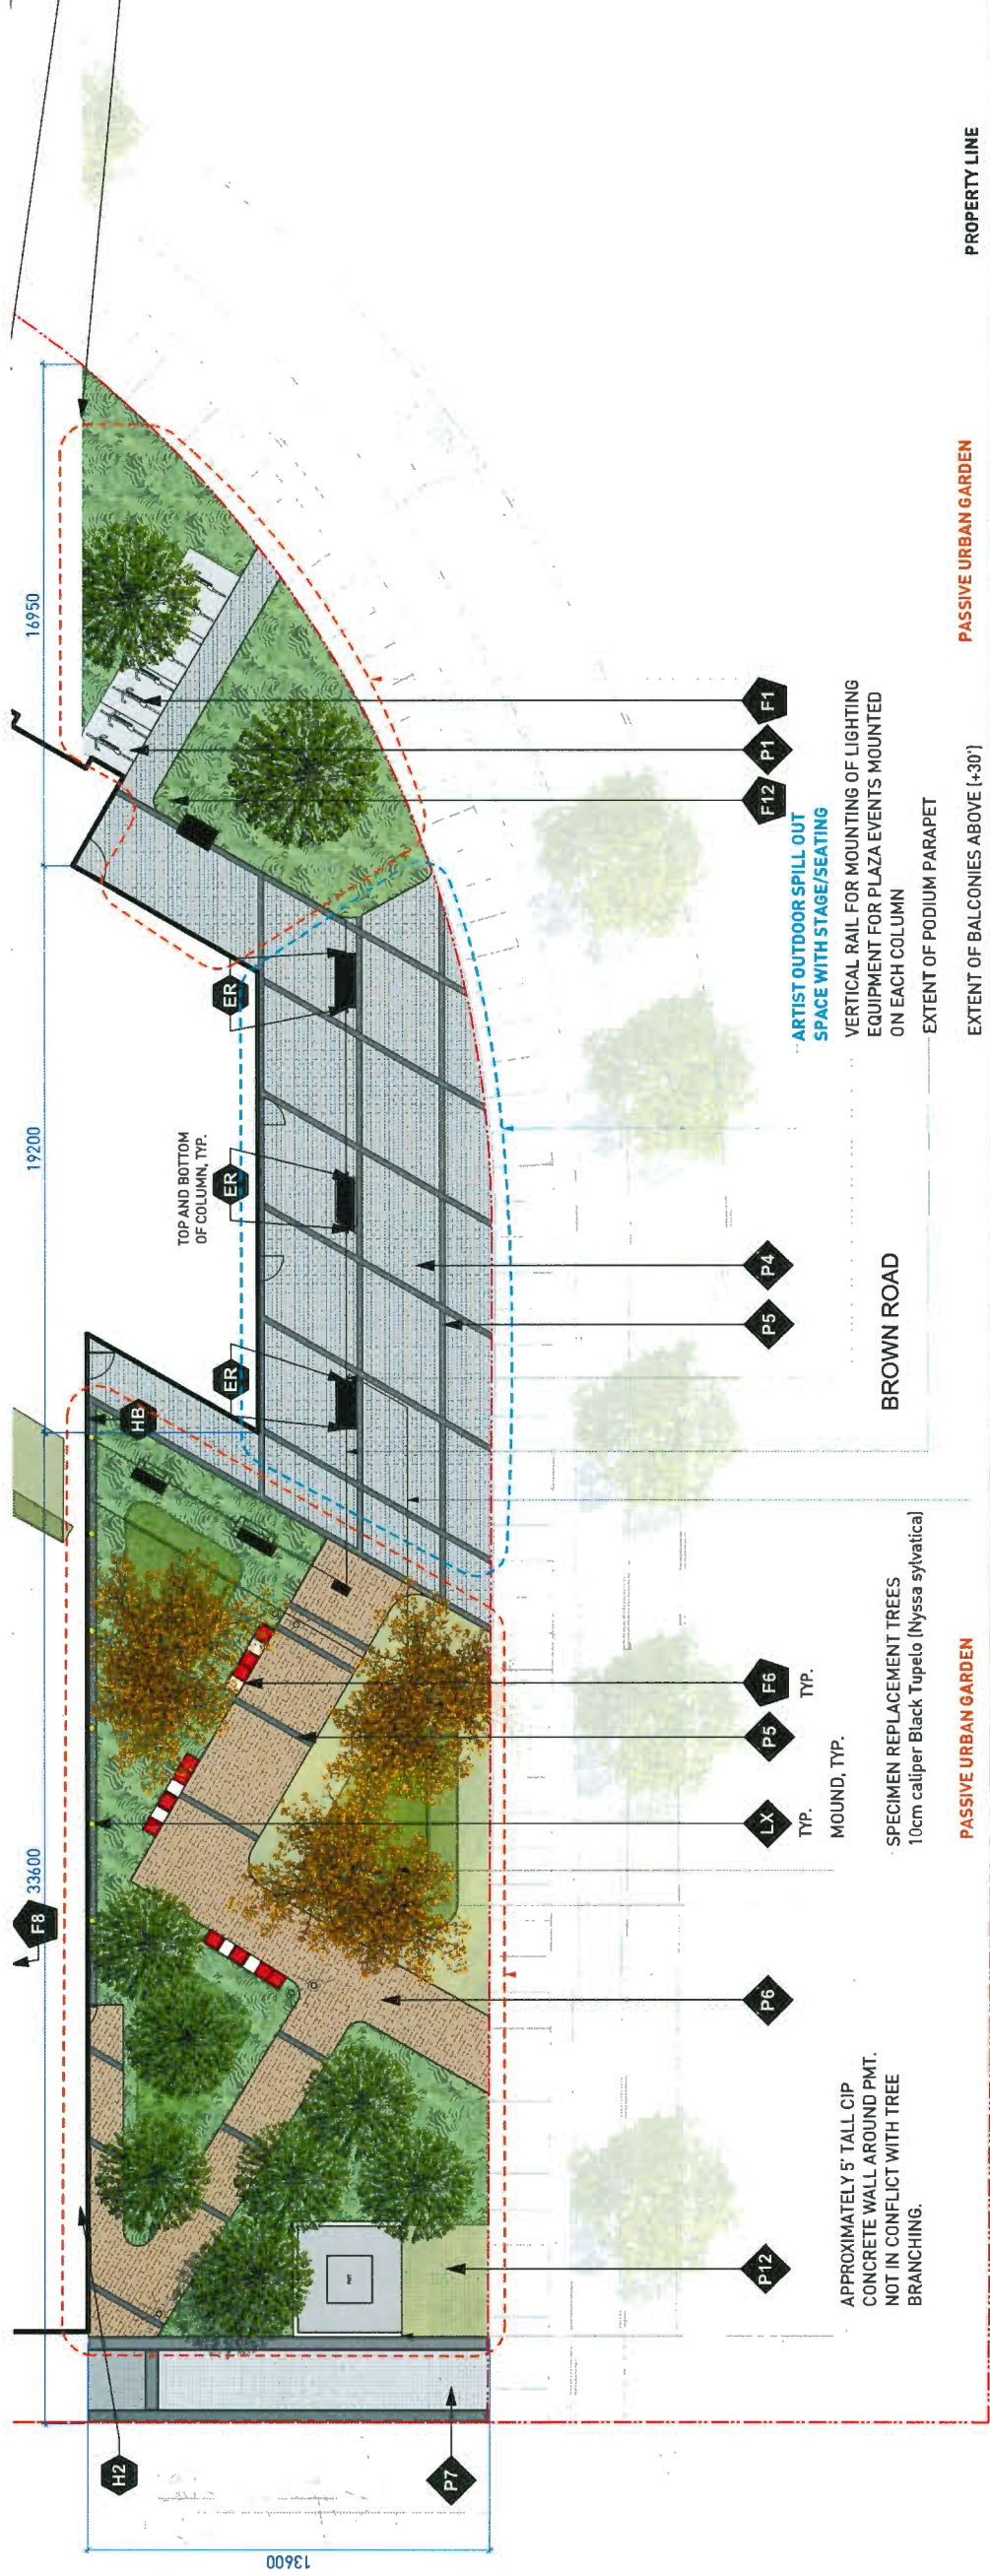 33600
19200
16950
13600
F8
H2
HB
ER
ER
ER
TOP AND BOTTOM
OF COLUMN, TYP.
P7
P12
P6
LX
TYP.
P5
F6
TYP.
P5
P4
F12
P1
F1
APPROXIMATELY 5' TALL CIP
CONCRETE WALL AROUND PMT.
NOT IN CONFLICT WITH TREE
BRANCHING.
MOUND, TYP.
SPECIMEN REPLACEMENT TREES
10cm caliper Black Tupelo (Nyssa sylvatica)
PASSIVE URBAN GARDEN
BROWN ROAD
ARTIST OUTDOOR SPILL OUT
SPACE WITH STAGE/SEATING
VERTICAL RAIL FOR MOUNTING OF LIGHTING
EQUIPMENT FOR PLAZA EVENTS MOUNTED
ON EACH COLUMN
EXTENT OF PODIUM PARAPET
EXTENT OF BALCONIES ABOVE (+30')
PASSIVE URBAN GARDEN
PROPERTY LINE